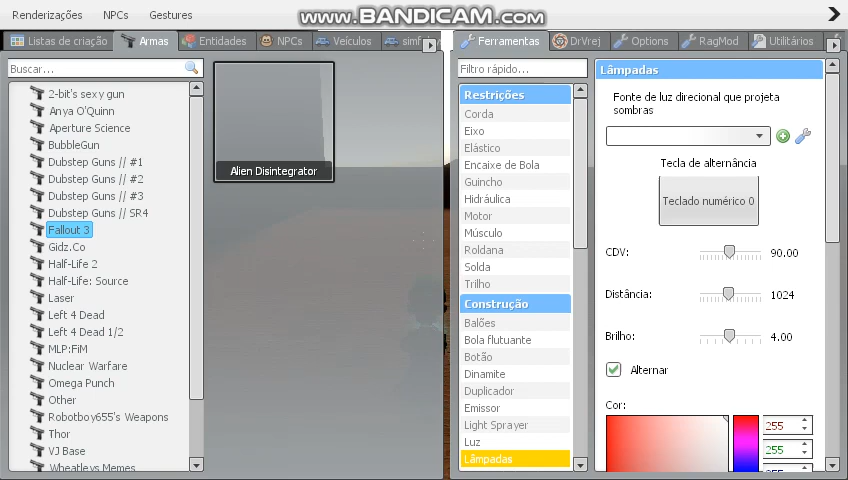 Renderizações NPCs Gestures
www.BANDICAM.com
Listas de criação Armas Entidades NPCs Veículos
Ferramentas DrVrej Options RagMod Utilitários
Buscar...
2-bit's sexy gun
Anya O'Quinn
Aperture Science
BubbleGun
Dubstep Guns // #1
Dubstep Guns // #2
Dubstep Guns // #3
Dubstep Guns // SR4
Fallout 3
Gidz.Co
Half-Life 2
Half-Life: Source
Laser
Left 4 Dead
Left 4 Dead 1/2
MLP:FiM
Nuclear Warfare
Omega Punch
Other
Robotboy655's Weapons
Thor
VJ Base
Wheatleys Memes
Alien Disintegrator
Filtro rápido...
Restrições
Corda
Eixo
Elástico
Encaixe de Bola
Guincho
Hidráulica
Motor
Músculo
Roldana
Solda
Trilho
Construção
Balões
Bola flutuante
Botão
Dinamite
Duplicador
Emissor
Light Sprayer
Luz
Lâmpadas
Lâmpadas
Fonte de luz direcional que projeta
sombras
Tecla de alternância
Teclado numérico 0
CDV: 90.00
Distância: 1024
Brilho: 4.00
Alternar
Cor:
255
255